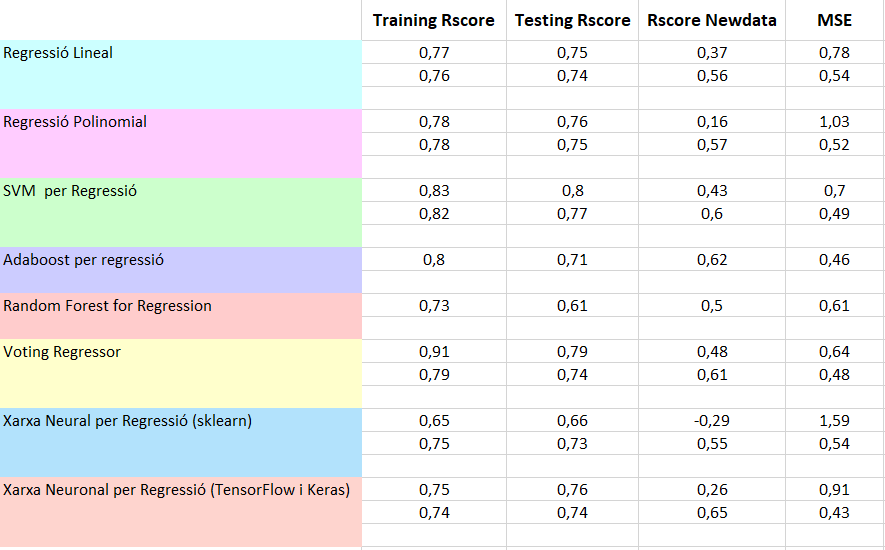 Training Rscore Testing Rscore Rscore Newdata MSE
Regressió Lineal 0,77 0,75 0,37 0,78
0,76 0,74 0,56 0,54
Regressió Polinomial 0,78 0,76 0,16 1,03
0,78 0,75 0,57 0,52
SVM  per Regressió 0,83 0,8 0,43 0,7
0,82 0,77 0,6 0,49
Adaboost per regressió 0,8 0,71 0,62 0,46
Random Forest for Regression 0,73 0,61 0,5 0,61
Voting Regressor 0,91 0,79 0,48 0,64
0,79 0,74 0,61 0,48
Xarxa Neural per Regressió (sklearn) 0,65 0,66 -0,29 1,59
0,75 0,73 0,55 0,54
Xarxa Neuronal per Regressió (TensorFlow i Keras) 0,75 0,76 0,26 0,91
0,74 0,74 0,65 0,43